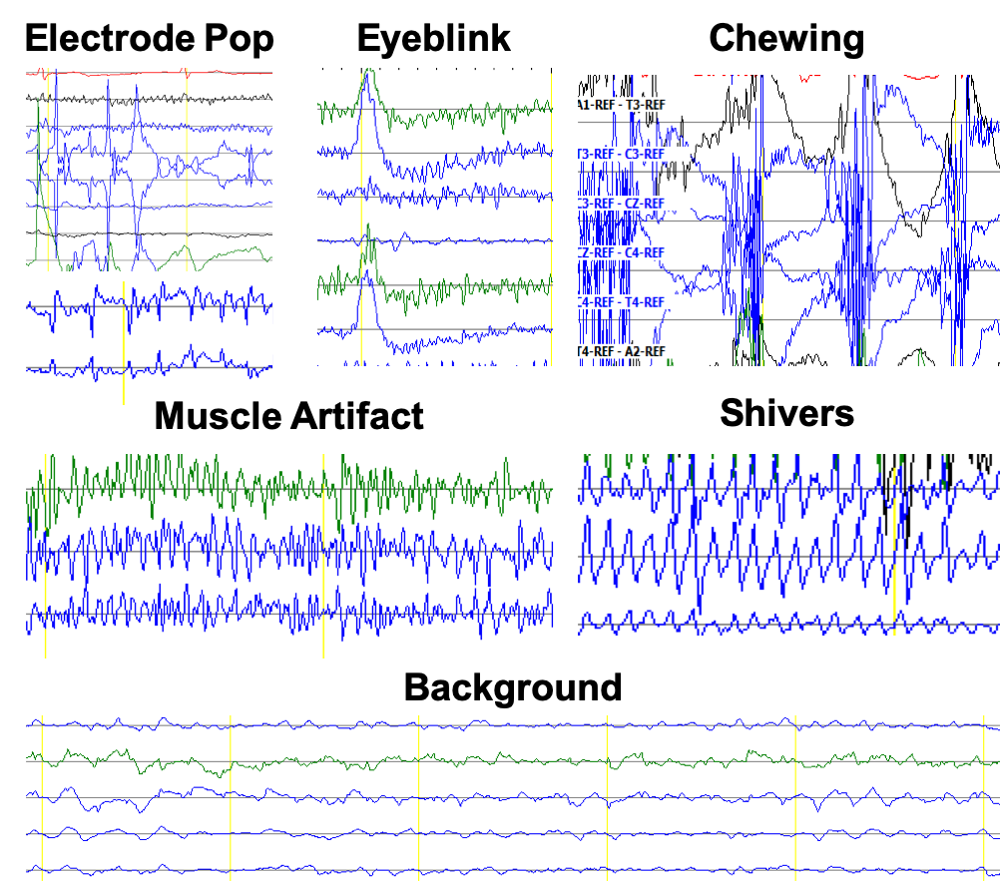 Electrode Pop
Eyeblink
Chewing
A1-REF - T3-REF
T3-REF - C3-REF
C3-REF - CZ-REF
CZ-REF - C4-REF
C4-REF - T4-REF
T4-REF - A2-REF
Muscle Artifact
Shivers
Background